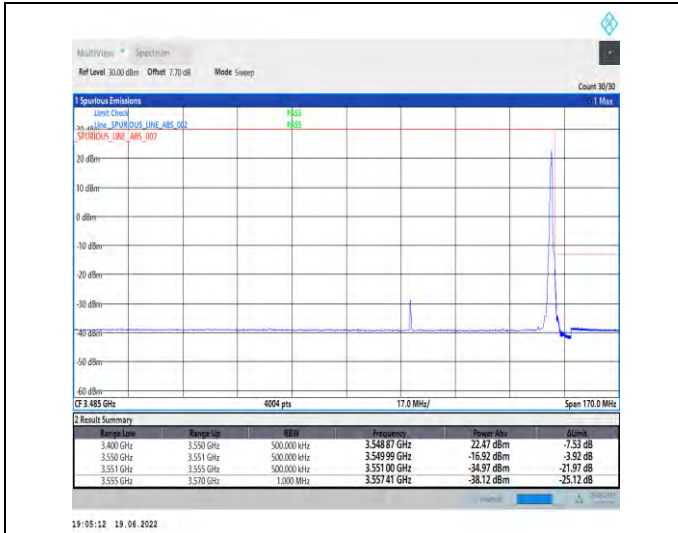 MultiView Spectrum
Ref Level 30.00 dBm Offset 7.70 dB Mode Sweep
Count 30/30
1 Spurious Emissions 1 Max
Limit Check PASS
Line _SPURIOUS_LINE_ABS_002 PASS
_SPURIOUS_LINE_ABS_002
20 dBm
10 dBm
0 dBm
-10 dBm
-20 dBm
-30 dBm
-40 dBm
-50 dBm
-60 dBm
CF 3.485 GHz 4004 pts 17.0 MHz/ Span 170.0 MHz
2 Result Summary
Range Low Range Up RBW Frequency Power Abs ΔLimit
3.400 GHz 3.550 GHz 500.000 kHz 3.548 87 GHz 22.47 dBm -7.53 dB
3.550 GHz 3.551 GHz 500.000 kHz 3.549 99 GHz -16.92 dBm -3.92 dB
3.551 GHz 3.555 GHz 500.000 kHz 3.551 00 GHz -34.97 dBm -21.97 dB
3.555 GHz 3.570 GHz 1.000 MHz 3.557 41 GHz -38.12 dBm -25.12 dB
19:05:12 19.06.2022